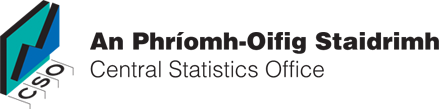 An Phríomh-Oifig Staidrimh
Central Statistics Office
CSO